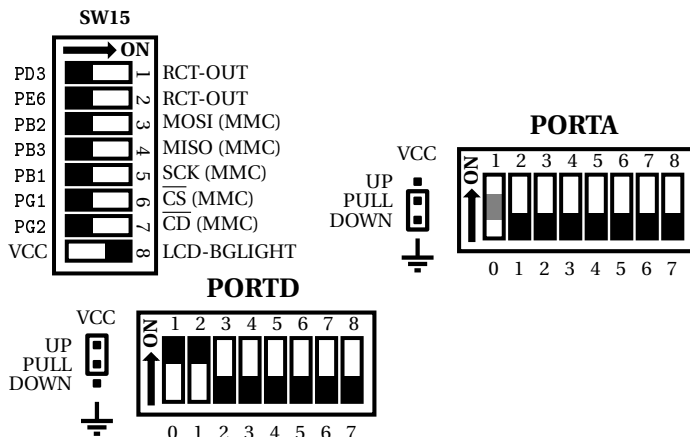 SW15
ON
PD3 1 RCT-OUT
PE6 2 RCT-OUT
PB2 3 MOSI (MMC)
PB3 4 MISO (MMC)
PB1 5 SCK (MMC)
PG1 6 C̅S̅ (MMC)
PG2 7 C̅D̅ (MMC)
VCC 8 LCD-BGLIGHT
PORTA
VCC
UP
PULL
DOWN
ON
1 2 3 4 5 6 7 8
0 1 2 3 4 5 6 7
PORTD
VCC
UP
PULL
DOWN
ON
1 2 3 4 5 6 7 8
0 1 2 3 4 5 6 7